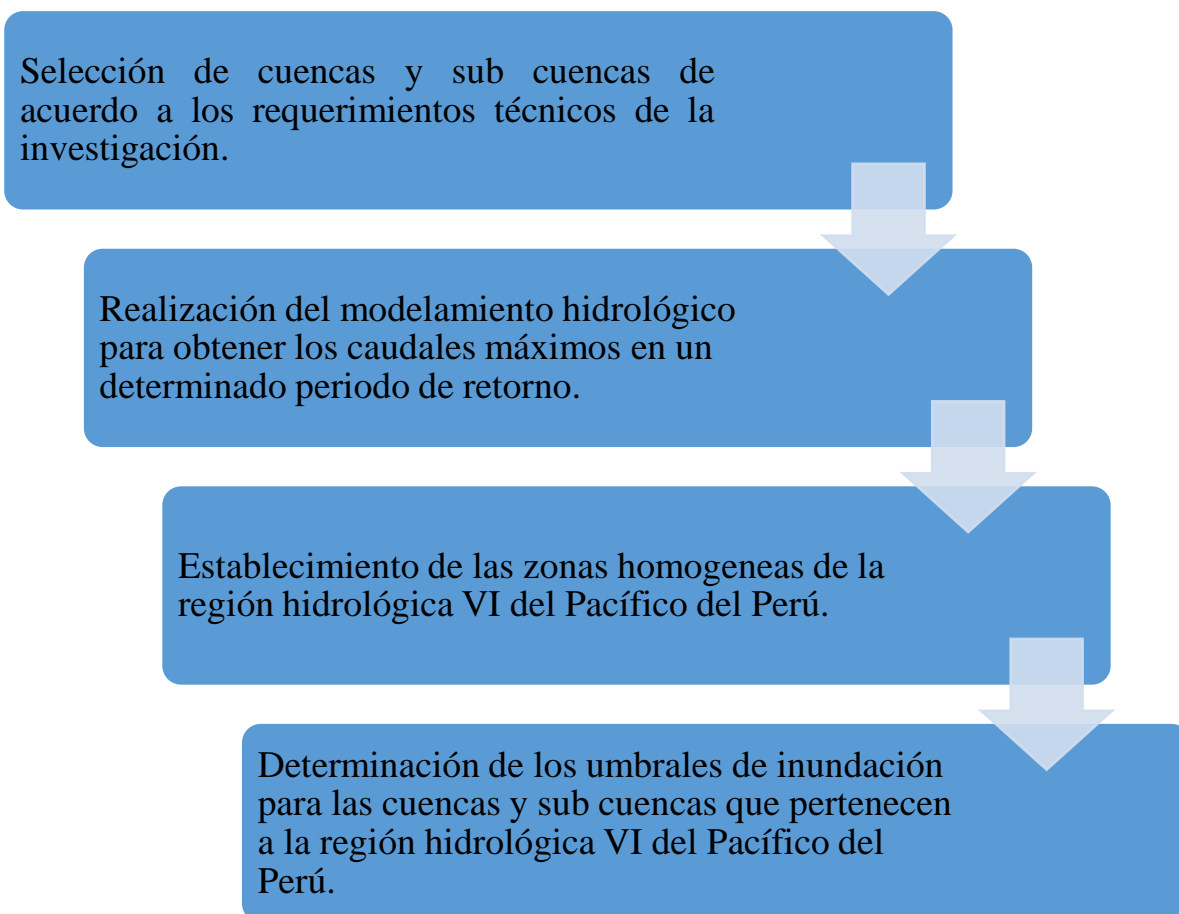 Selección de cuencas y sub cuencas de
acuerdo a los requerimientos técnicos de la
investigación.
Realización del modelamiento hidrológico
para obtener los caudales máximos en un
determinado periodo de retorno.
Establecimiento de las zonas homogeneas de la
región hidrológica VI del Pacífico del Perú.
Determinación de los umbrales de inundación
para las cuencas y sub cuencas que pertenecen
a la región hidrológica VI del Pacífico del
Perú.